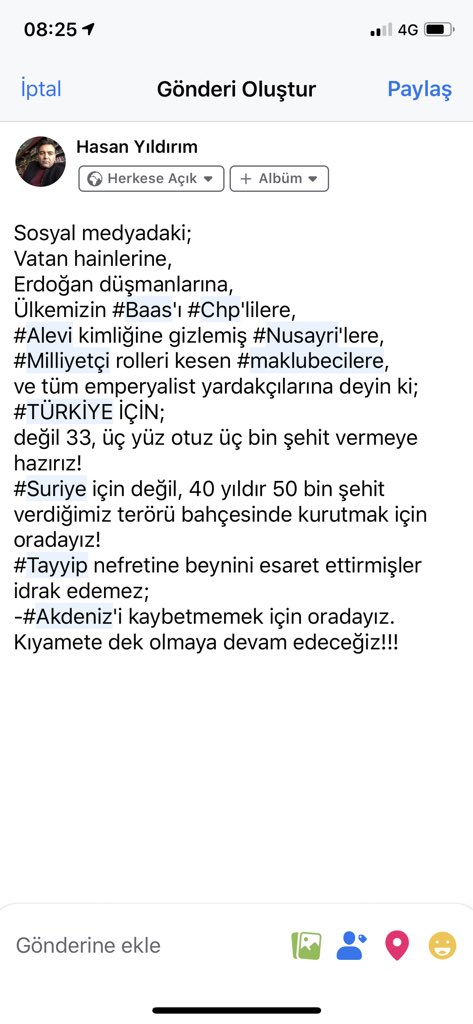 08:25
4G
İptal
Gönderi Oluştur
Paylaş
Hasan Yıldırım
Herkese Açık
+ Albüm
Sosyal medyadaki;
Vatan hainlerine,
Erdoğan düşmanlarına,
Ülkemizin #Baas'ı #Chp'lilere,
#Alevi kimliğine gizlemiş #Nusayri'lere,
#Milliyetçi rolleri kesen #maklubecilere,
ve tüm emperyalist yardakçılarına deyin ki;
#TÜRKİYE İÇİN;
değil 33, üç yüz otuz üç bin şehit vermeye
hazırız!
#Suriye için değil, 40 yıldır 50 bin şehit
verdiğimiz terörü bahçesinde kurutmak için
oradayız!
#Tayyip nefretine beynini esaret ettirmişler
idrak edemez;
-#Akdeniz'i kaybetmemek için oradayız.
Kıyamete dek olmaya devam edeceğiz!!!
Gönderine ekle